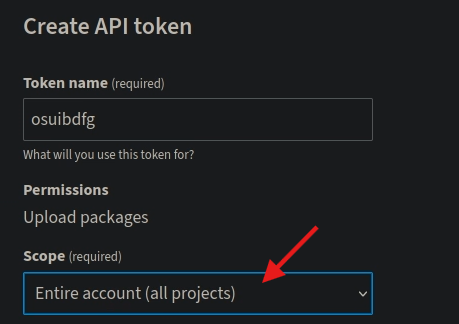 Create API token
Token name (required)
osuibdfg
What will you use this token for?
Permissions
Upload packages
Scope (required)
Entire account (all projects)